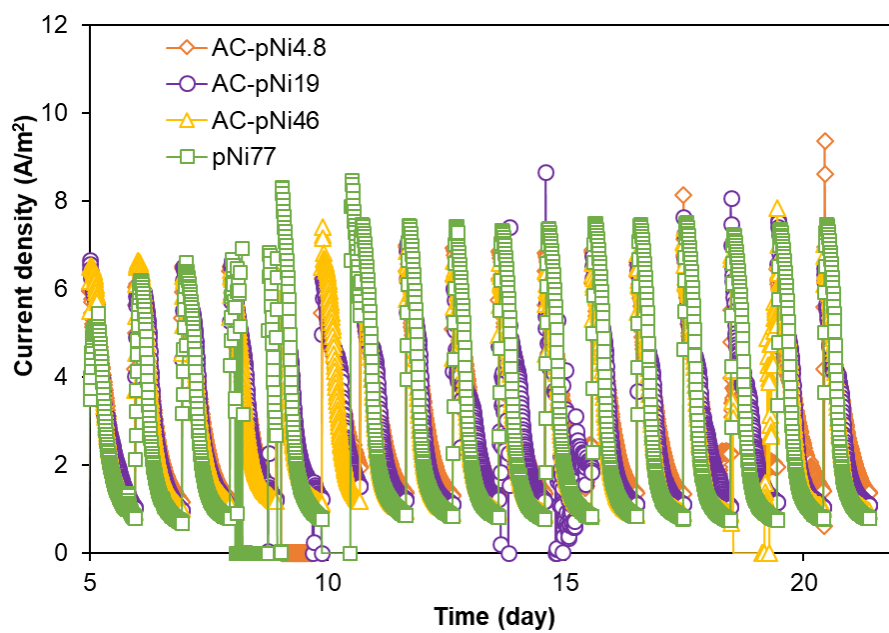 12
10
8
6
4
2
0
AC-pNi4.8
AC-pNi19
AC-pNi46
pNi77
Current density (A/m²)
5
10
15
20
Time (day)